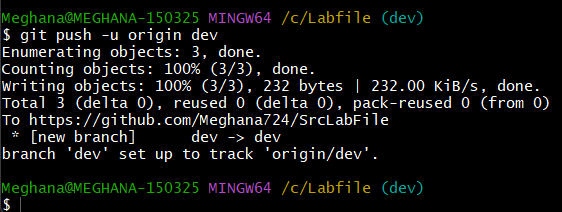 Meghana@MEGHANA-150325 MINGW64 /c/Labfile (dev)
$ git push -u origin dev
Enumerating objects: 3, done.
Counting objects: 100% (3/3), done.
Writing objects: 100% (3/3), 232 bytes | 232.00 KiB/s, done.
Total 3 (delta 0), reused 0 (delta 0), pack-reused 0 (from 0)
To https://github.com/Meghana724/SrcLabFile
 * [new branch]      dev -> dev
branch 'dev' set up to track 'origin/dev'.
Meghana@MEGHANA-150325 MINGW64 /c/Labfile (dev)
$